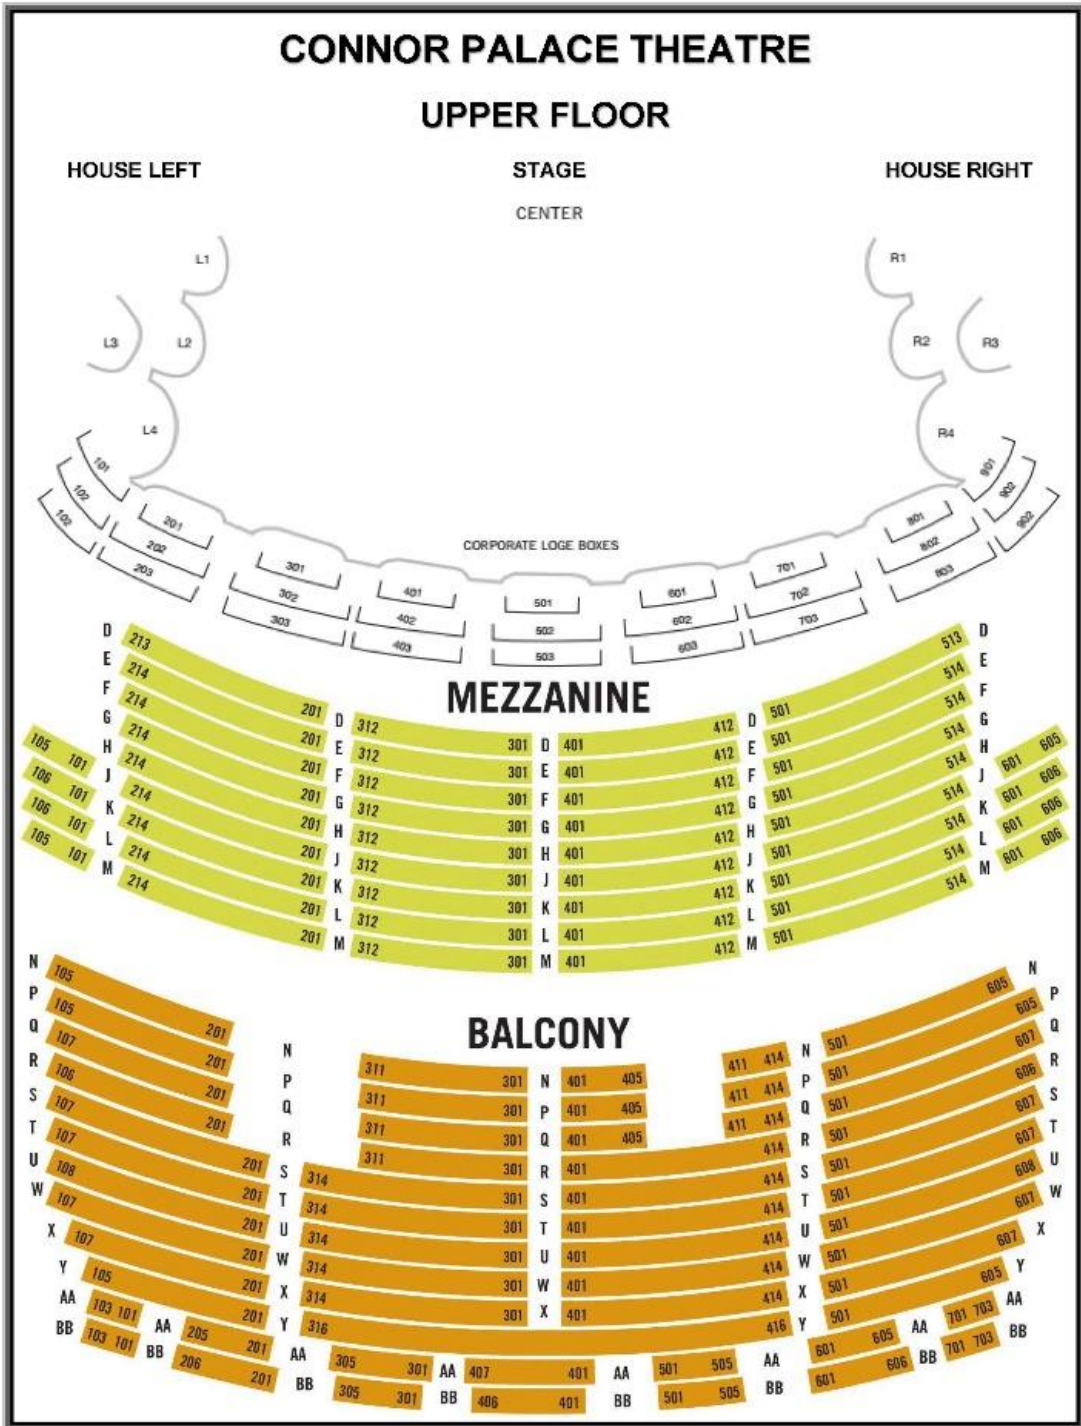 CONNOR PALACE THEATRE
UPPER FLOOR
HOUSE LEFT STAGE HOUSE RIGHT
CENTER
L1 R1
L3 L2 R2 R3
L4 R4
101 901
102 902
102 902
201 801
202 802
203 803
CORPORATE LOGE BOXES
301 401 501 601 701
302 402 502 602 702
303 403 503 603 703
MEZZANINE
D 213 201 D 312 301 D 401 412 D 501 513 D
E 214 201 E 312 301 E 401 412 E 501 514 E
F 214 201 F 312 301 F 401 412 F 501 514 F
G 214 201 G 312 301 G 401 412 G 501 514 G
H 214 201 H 312 301 H 401 412 H 501 514 H
105 101 J 214 201 J 312 301 J 401 412 J 501 514 J 601 605
106 101 K 214 201 K 312 301 K 401 412 K 501 514 K 601 606
106 101 L 214 201 L 312 301 L 401 412 L 501 514 L 601 606
105 101 M 214 201 M 312 301 M 401 412 M 501 514 M 601 606
BALCONY
N 105 201 N 311 301 N 401 405 411 414 N 501 605 N
P 105 201 P 311 301 P 401 405 411 414 P 501 605 P
Q 107 201 Q 311 301 Q 401 405 411 414 Q 501 607 Q
R 106 201 R 311 301 R 401 414 R 501 606 R
S 107 201 S 314 301 S 401 414 S 501 607 S
T 107 201 T 314 301 T 401 414 T 501 607 T
U 108 201 U 314 301 U 401 414 U 501 608 U
W 107 201 W 314 301 W 401 414 W 501 607 W
X 107 201 X 314 301 X 401 414 X 501 607 X
Y 105 201 Y 316 416 Y 501 605 Y
AA 103 101 AA 205 201 AA 305 301 AA 407 401 AA 501 505 AA 601 605 AA 701 703 AA
BB 103 101 BB 206 201 BB 305 301 BB 406 401 BB 501 505 BB 601 606 BB 701 703 BB